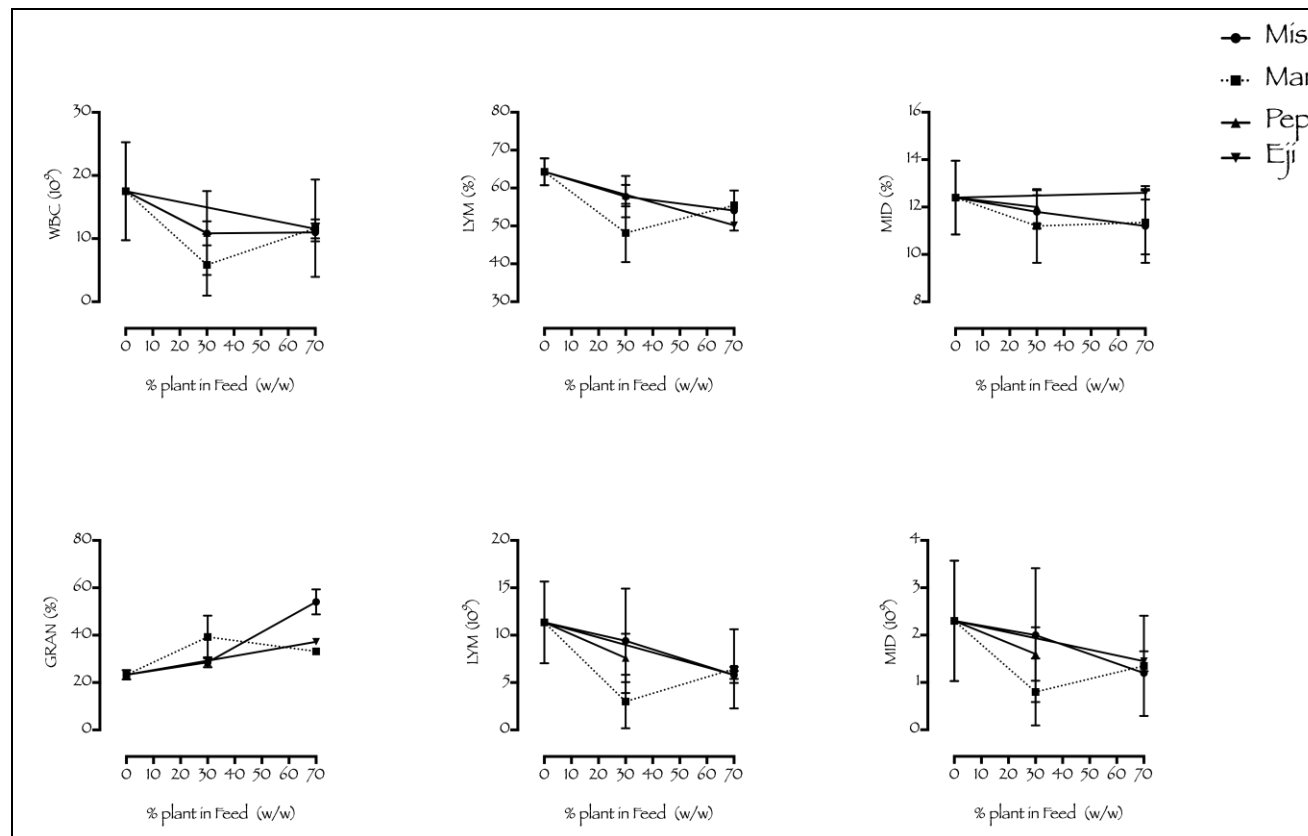 Mis
Mar
Pep
Eji
30
20
10
0
WBC (10⁹)
0 10 20 30 40 50 60 70
% plant in Feed (w/w)
80
70
60
50
40
30
LYM (%)
0 10 20 30 40 50 60 70
% plant in Feed (w/w)
16
14
12
10
8
MID (%)
0 10 20 30 40 50 60 70
% plant in Feed (w/w)
80
60
40
20
0
GRAN (%)
0 10 20 30 40 50 60 70
% plant in Feed (w/w)
20
15
10
5
0
LYM (10⁹)
0 10 20 30 40 50 60 70
% plant in Feed (w/w)
4
3
2
1
0
MID (10⁹)
0 10 20 30 40 50 60 70
% plant in Feed (w/w)